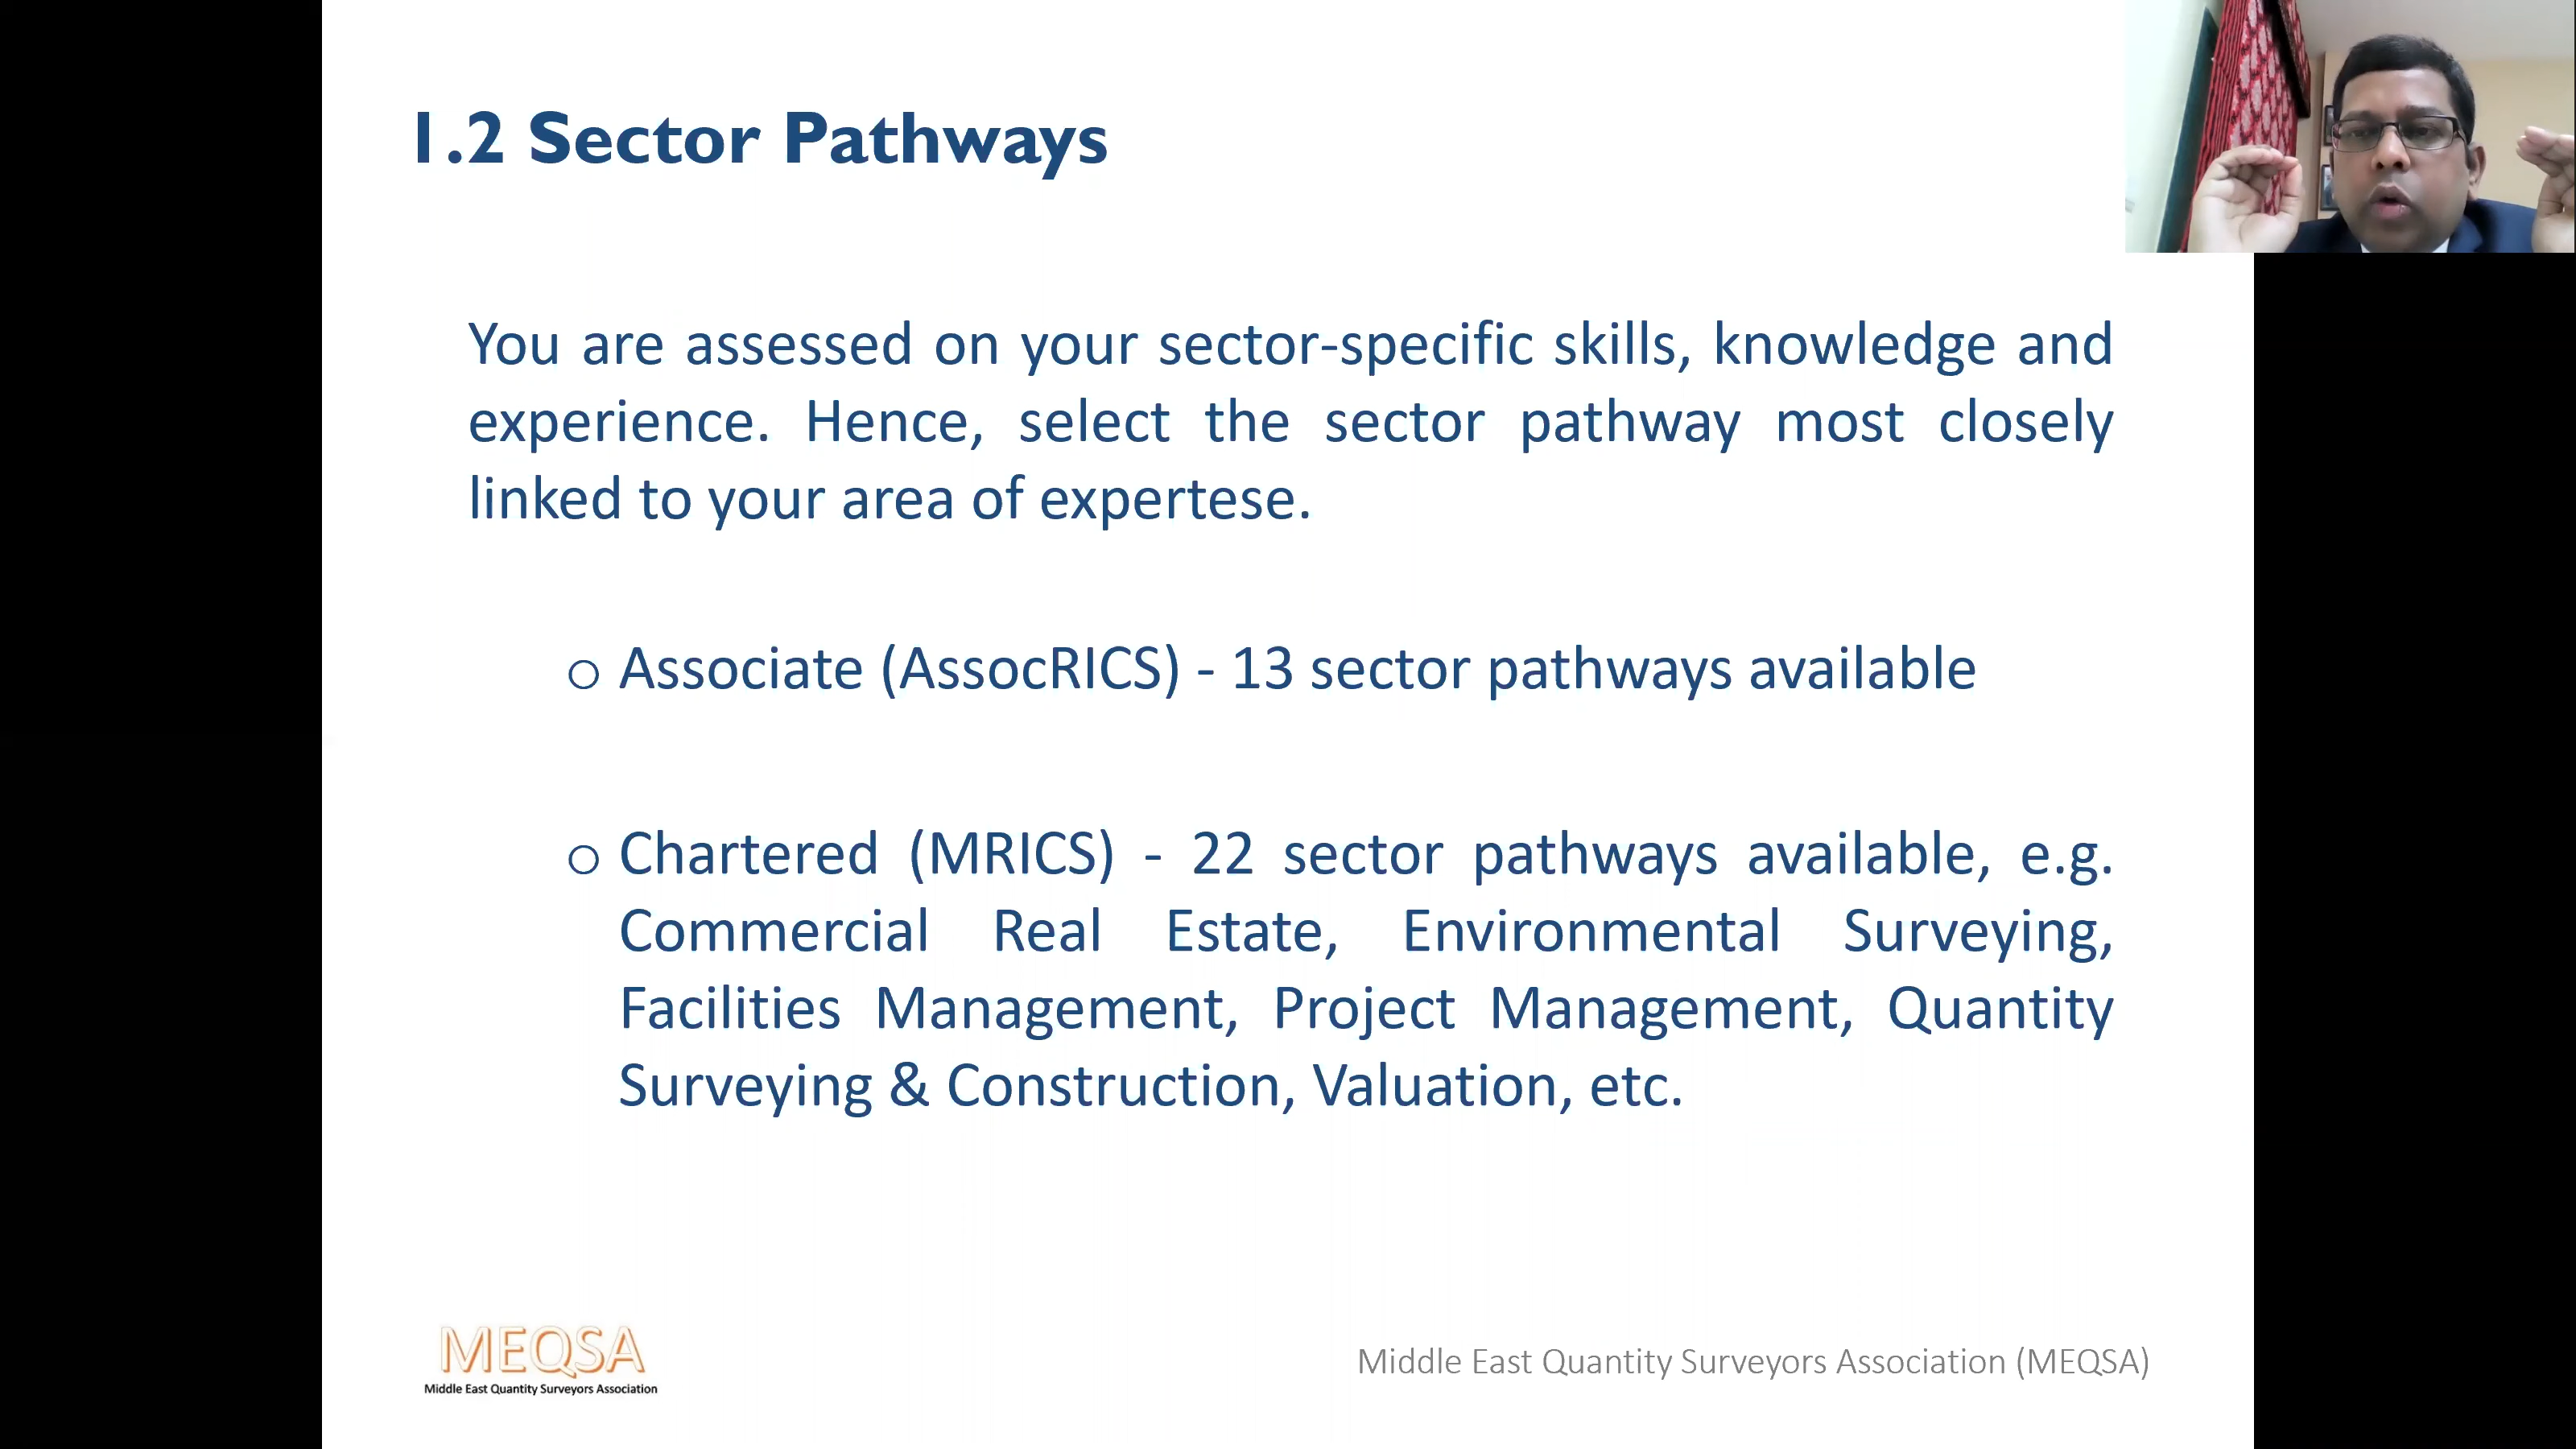 1.2 Sector Pathways
You are assessed on your sector-specific skills, knowledge and
experience. Hence, select the sector pathway most closely
linked to your area of expertese.
o Associate (AssocRICS) - 13 sector pathways available
o Chartered (MRICS) - 22 sector pathways available, e.g.
Commercial Real Estate, Environmental Surveying,
Facilities Management, Project Management, Quantity
Surveying & Construction, Valuation, etc.
MEQSA
Middle East Quantity Surveyors Association
Middle East Quantity Surveyors Association (MEQSA)